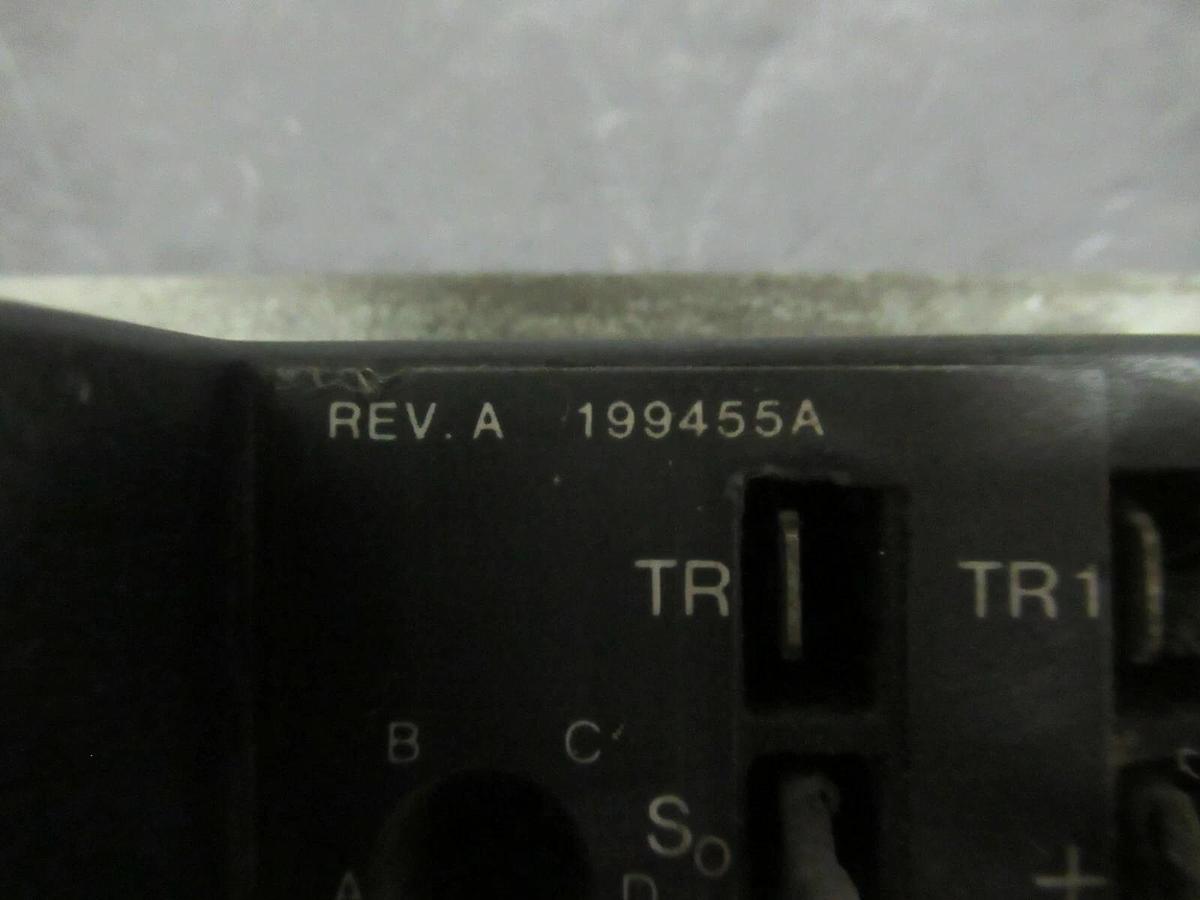 REV. A 199455A
TR TR1
B C
So
A D +